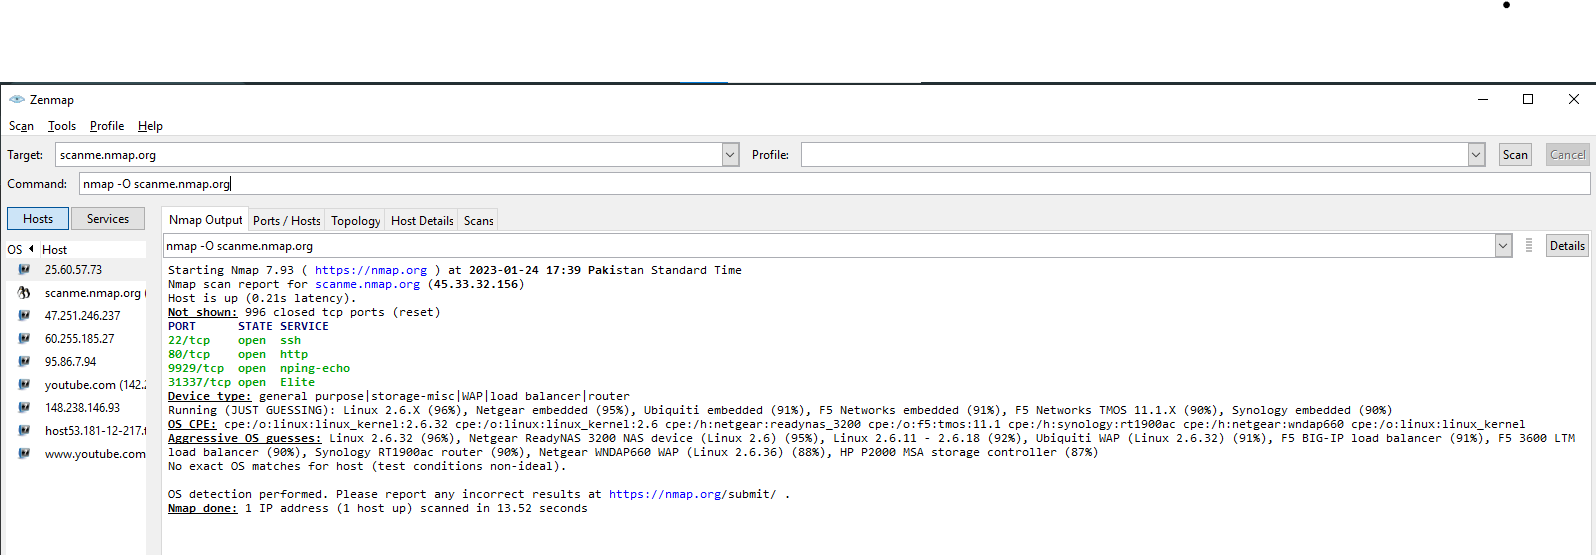 Zenmap
Scan Tools Profile Help
Target: scanme.nmap.org Profile: Scan Cancel
Command: nmap -O scanme.nmap.org
Hosts Services
OS Host
25.60.57.73
scanme.nmap.org (
47.251.246.237
60.255.185.27
95.86.7.94
youtube.com (142.2
148.238.146.93
host53.181-12-217.t
www.youtube.com
Nmap Output Ports / Hosts Topology Host Details Scans
nmap -O scanme.nmap.org Details
Starting Nmap 7.93 ( https://nmap.org ) at 2023-01-24 17:39 Pakistan Standard Time
Nmap scan report for scanme.nmap.org (45.33.32.156)
Host is up (0.21s latency).
Not shown: 996 closed tcp ports (reset)
PORT STATE SERVICE
22/tcp open ssh
80/tcp open http
9929/tcp open nping-echo
31337/tcp open Elite
Device type: general purpose|storage-misc|WAP|load balancer|router
Running (JUST GUESSING): Linux 2.6.X (96%), Netgear embedded (95%), Ubiquiti embedded (91%), F5 Networks embedded (91%), F5 Networks TMOS 11.1.X (90%), Synology embedded (90%)
OS CPE: cpe:/o:linux:linux_kernel:2.6.32 cpe:/o:linux:linux_kernel:2.6 cpe:/h:netgear:readynas_3200 cpe:/o:f5:tmos:11.1 cpe:/h:synology:rt1900ac cpe:/h:netgear:wndap660 cpe:/o:linux:linux_kernel
Aggressive OS guesses: Linux 2.6.32 (96%), Netgear ReadyNAS 3200 NAS device (Linux 2.6) (95%), Linux 2.6.11 - 2.6.18 (92%), Ubiquiti WAP (Linux 2.6.32) (91%), F5 BIG-IP load balancer (91%), F5 3600 LTM
load balancer (90%), Synology RT1900ac router (90%), Netgear WNDAP660 WAP (Linux 2.6.36) (88%), HP P2000 MSA storage controller (87%)
No exact OS matches for host (test conditions non-ideal).
OS detection performed. Please report any incorrect results at https://nmap.org/submit/ .
Nmap done: 1 IP address (1 host up) scanned in 13.52 seconds